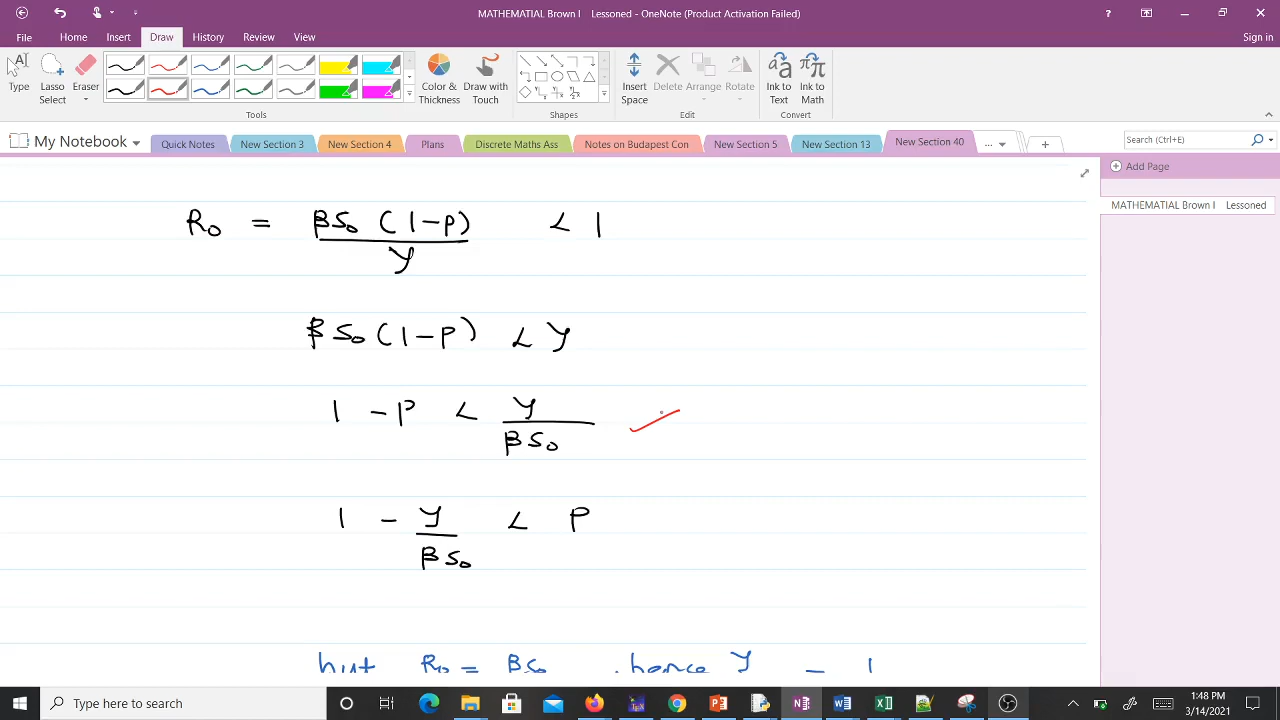 MATHEMATIAL Brown I    Lessoned - OneNote (Product Activation Failed)
File Home Insert Draw History Review View Sign in
Type Lasso Select Eraser Color & Thickness Draw with Touch Insert Space Delete Arrange Rotate Ink to Text Ink to Math
Tools Shapes Edit Convert
My Notebook Quick Notes New Section 3 New Section 4 Plans Discrete Maths Ass Notes on Budapest Con New Section 5 New Section 13 New Section 40 ... + Search (Ctrl+E)
Add Page
MATHEMATIAL Brown I    Lessoned
R₀ = βS₀ (1-p) / γ < 1
βS₀(1-p) < γ
1 - p < γ / βS₀
1 - γ / βS₀ < p
but R₀ = βS₀ , hence γ = 1
Type here to search
1:48 PM
3/14/2021